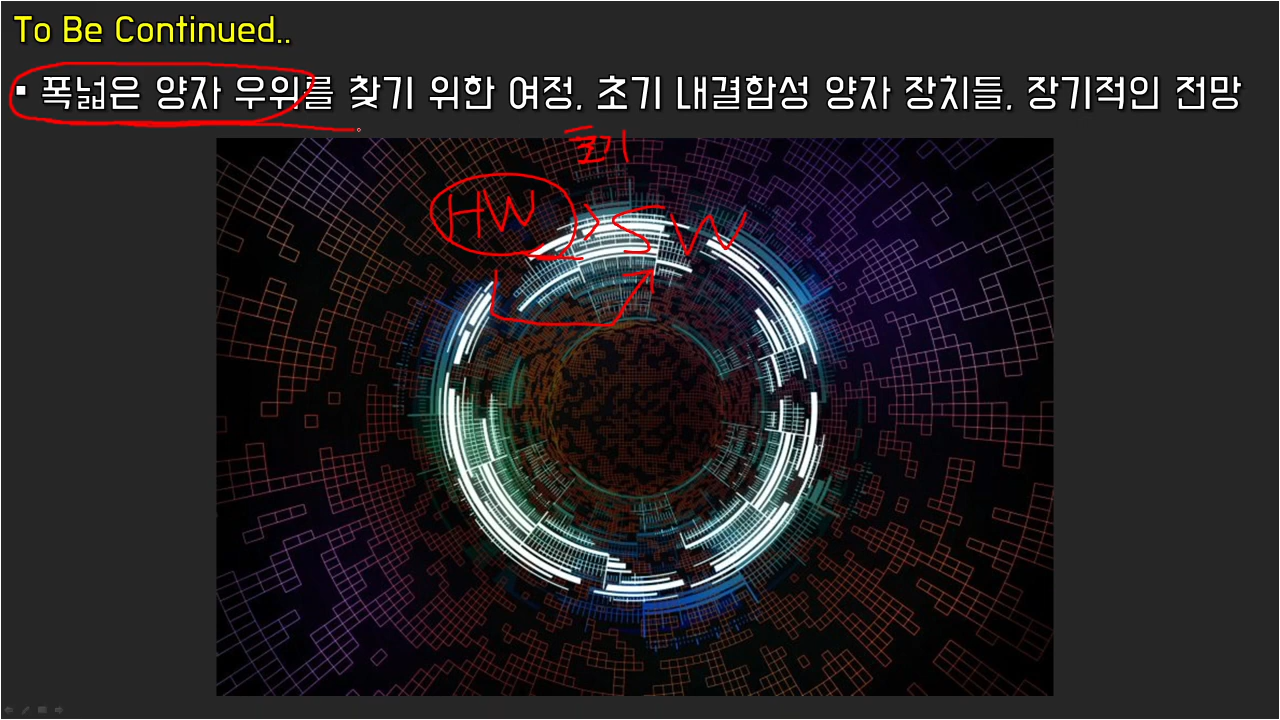 To Be Continued..
▪ 폭넓은 양자 우위를 찾기 위한 여정, 초기 내결함성 양자 장치들, 장기적인 전망
초기
HW > SW